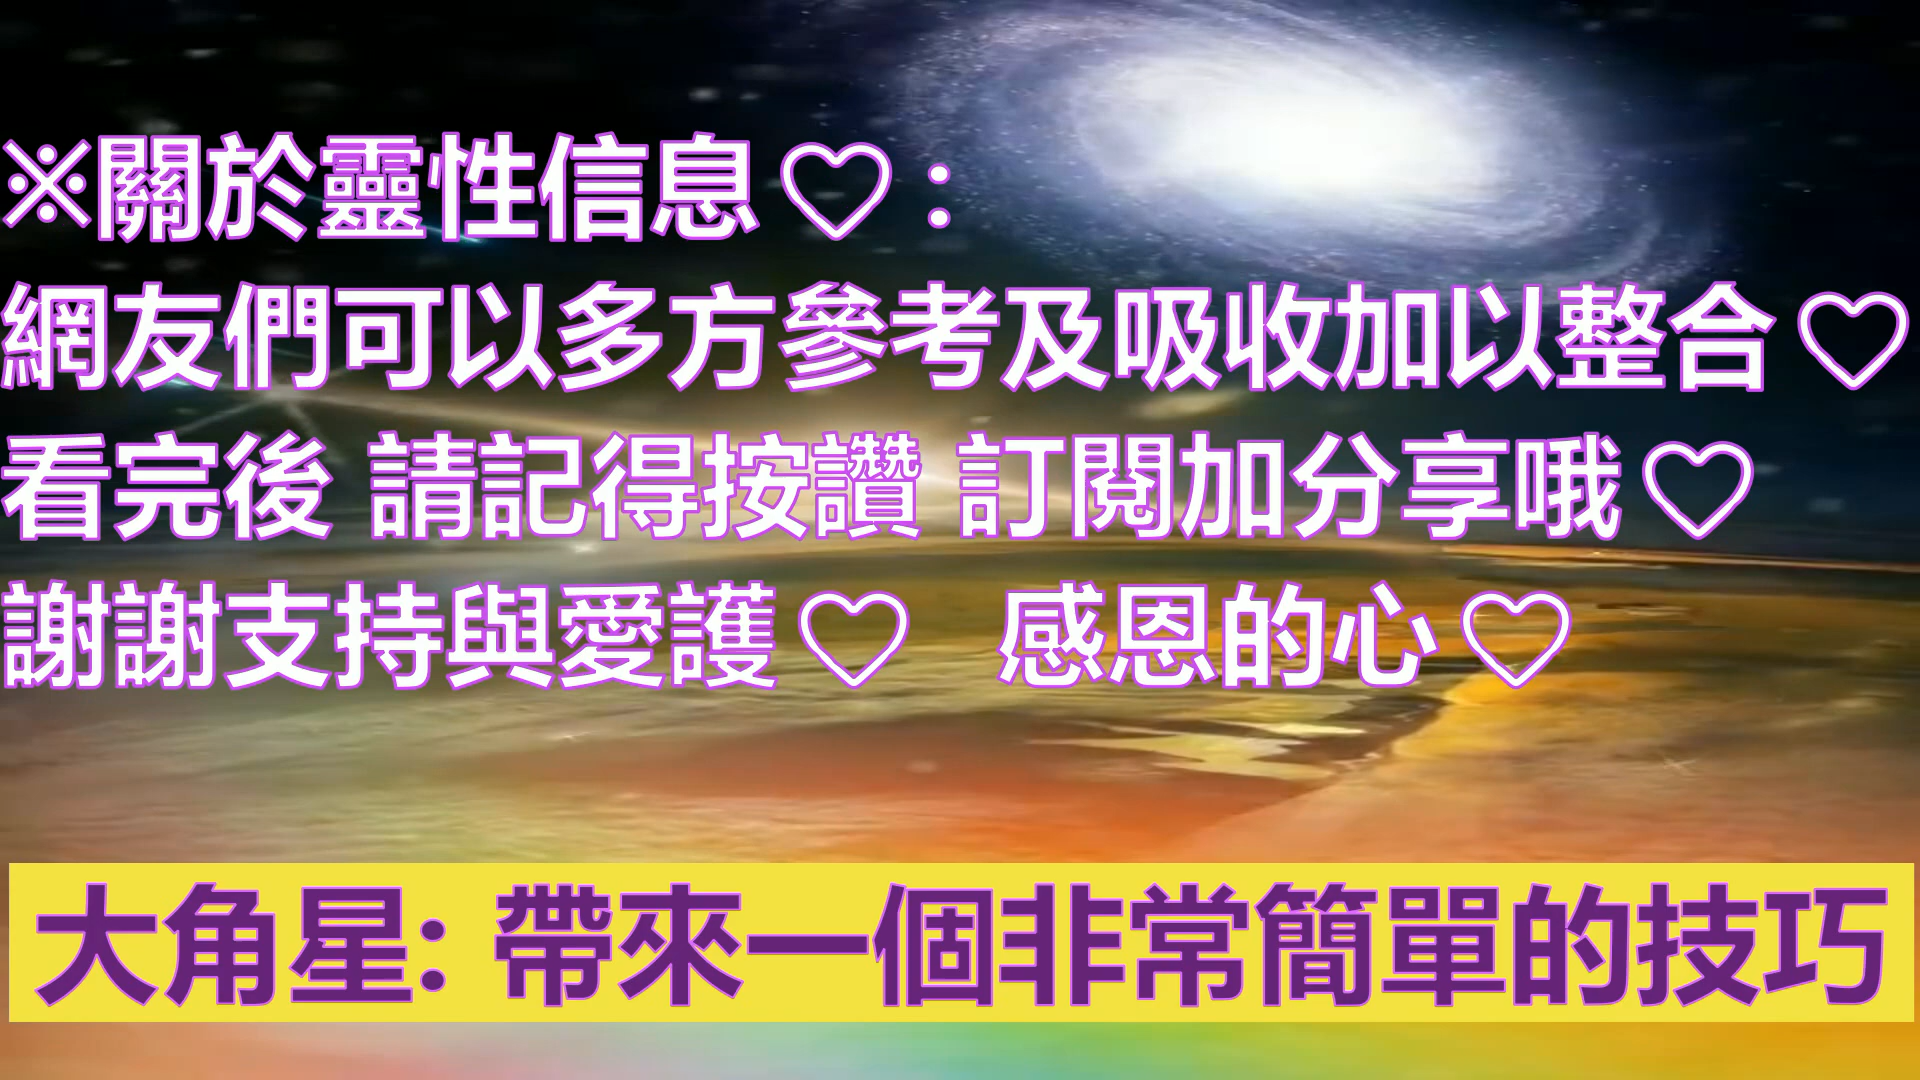 ※關於靈性信息♡：
網友們可以多方參考及吸收加以整合♡
看完後 請記得按讚 訂閱加分享哦♡
謝謝支持與愛護♡ 感恩的心♡
大角星: 帶來一個非常簡單的技巧